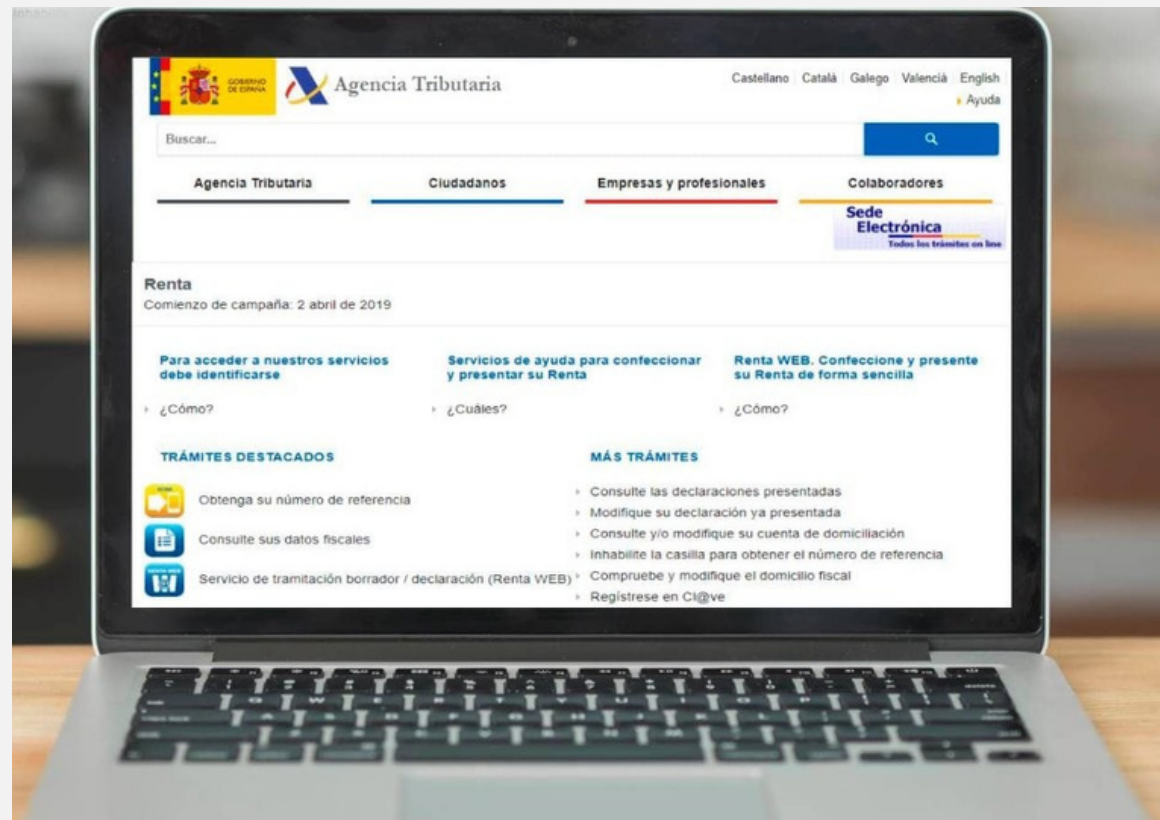 GOBIERNO
DE ESPAÑA
Agencia Tributaria
Castellano Català Galego Valencià English
Ayuda
Buscar...
Agencia Tributaria Ciudadanos Empresas y profesionales Colaboradores
Sede
Electrónica
Todos los trámites on line
Renta
Comienzo de campaña: 2 abril de 2019
Para acceder a nuestros servicios
debe identificarse
¿Cómo?
Servicios de ayuda para confeccionar
y presentar su Renta
¿Cuáles?
Renta WEB. Confeccione y presente
su Renta de forma sencilla
¿Cómo?
TRÁMITES DESTACADOS
Obtenga su número de referencia
Consulte sus datos fiscales
Servicio de tramitación borrador / declaración (Renta WEB)
MÁS TRÁMITES
Consulte las declaraciones presentadas
Modifique su declaración ya presentada
Consulte y/o modifique su cuenta de domiciliación
Inhabilite la casilla para obtener el número de referencia
Compruebe y modifique el domicilio fiscal
Regístrese en Cl@ve